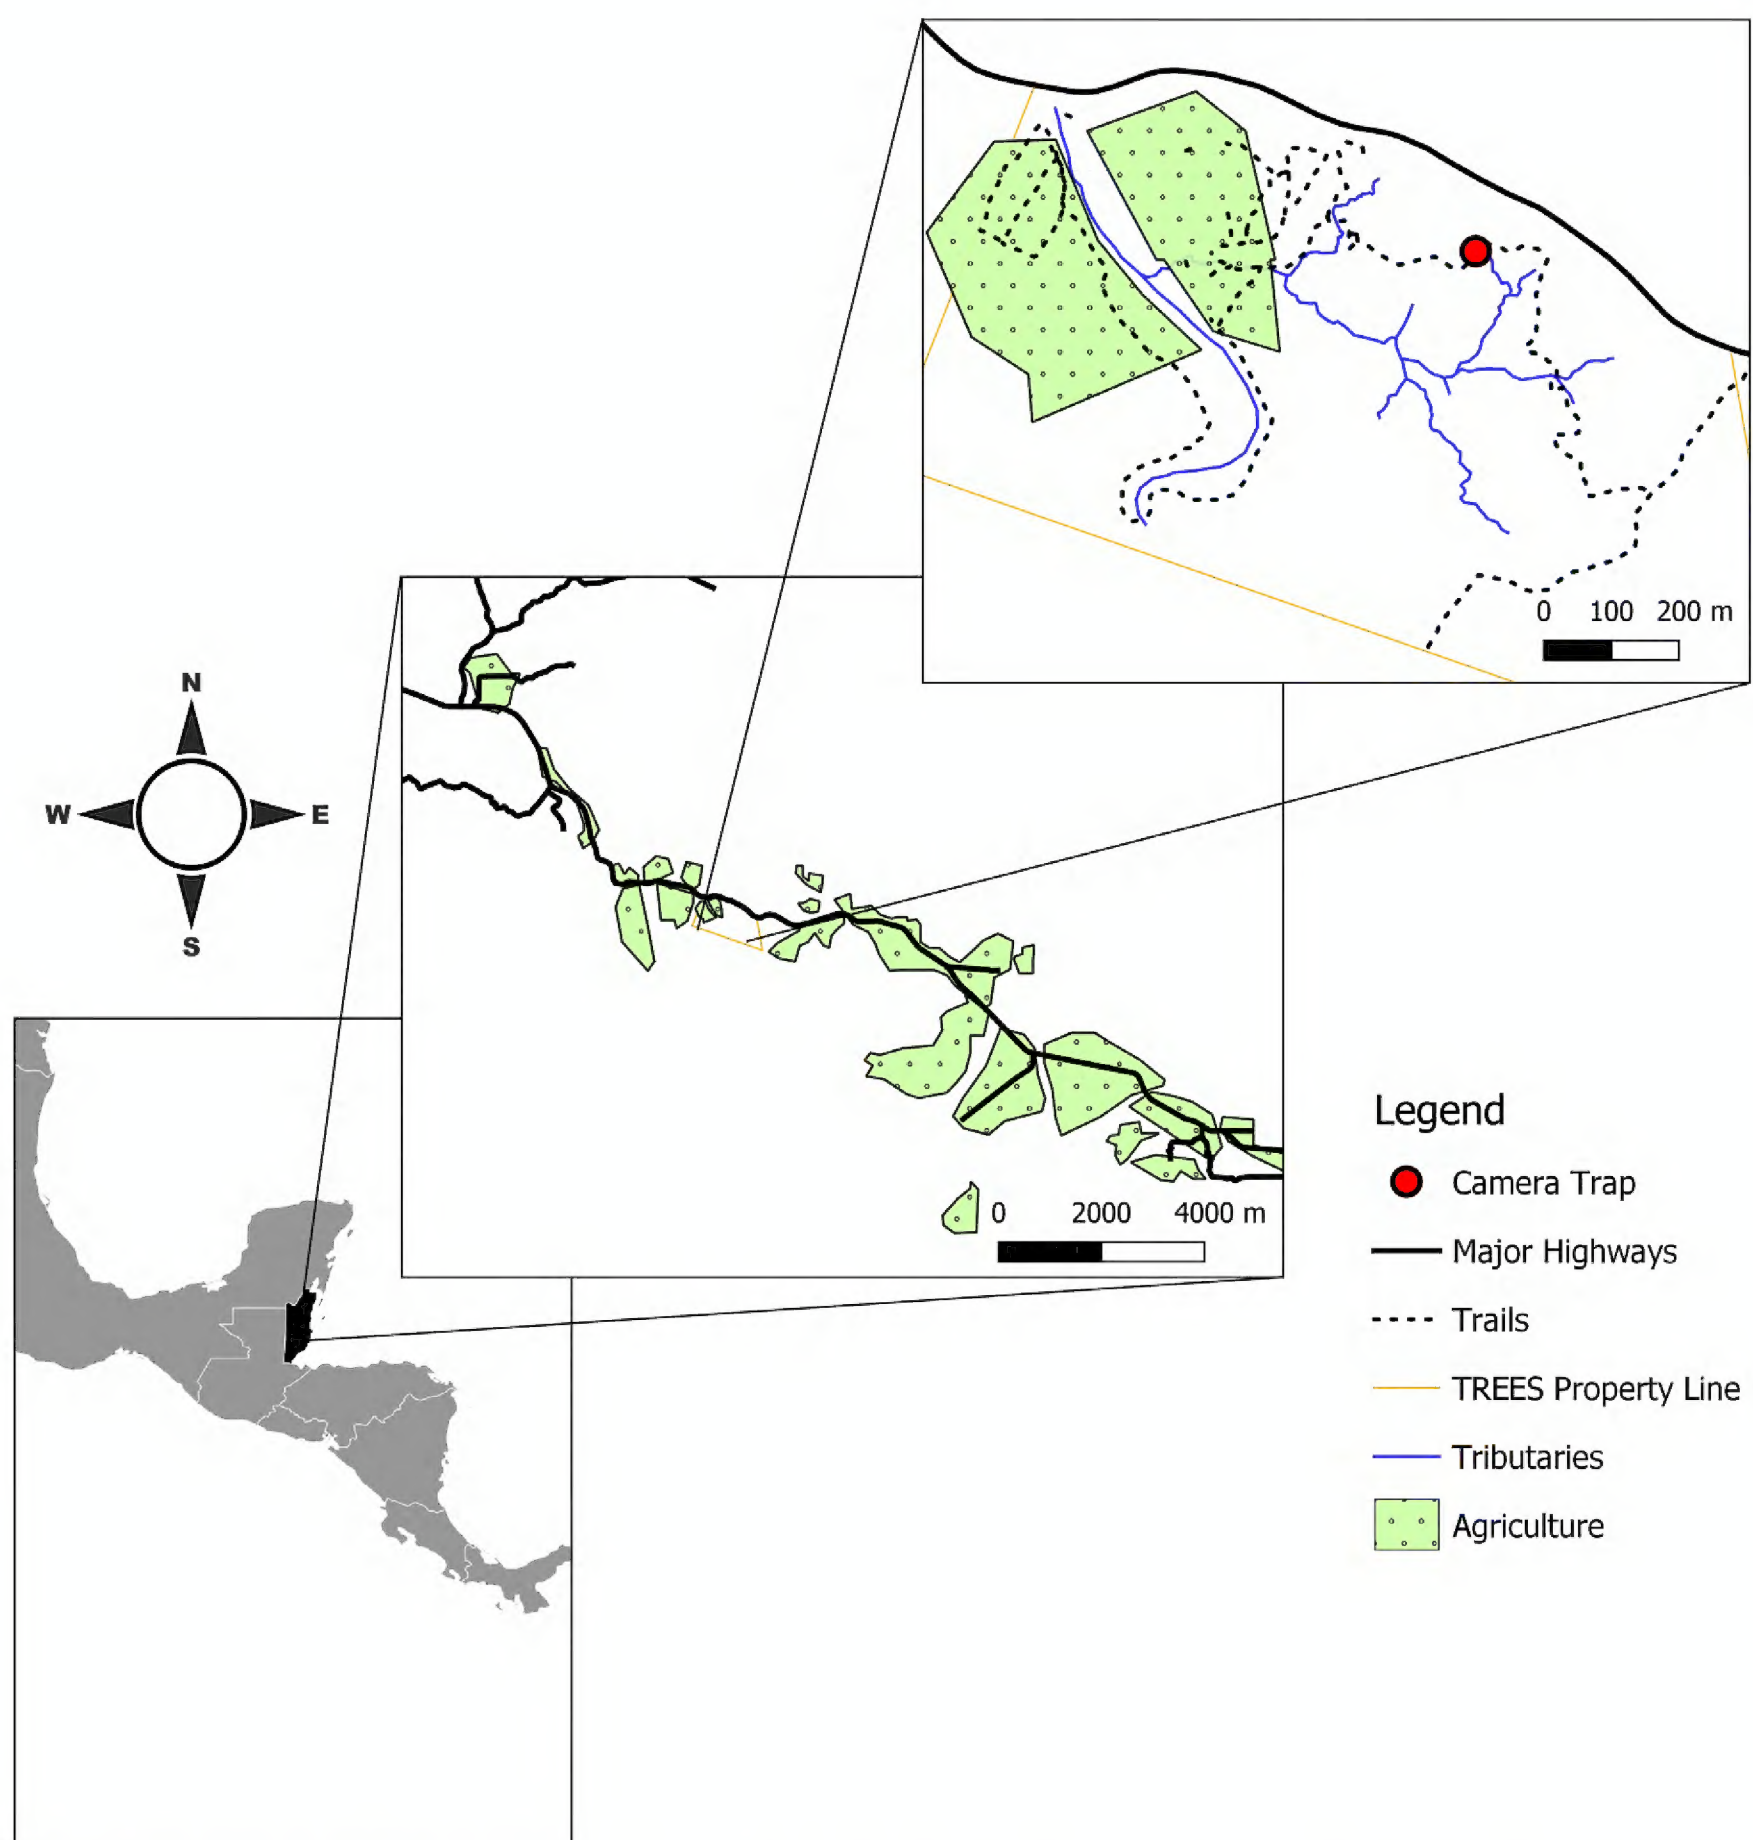 0 100 200 m
N
W E
S
0 2000 4000 m
Legend
Camera Trap
Major Highways
Trails
TREES Property Line
Tributaries
Agriculture